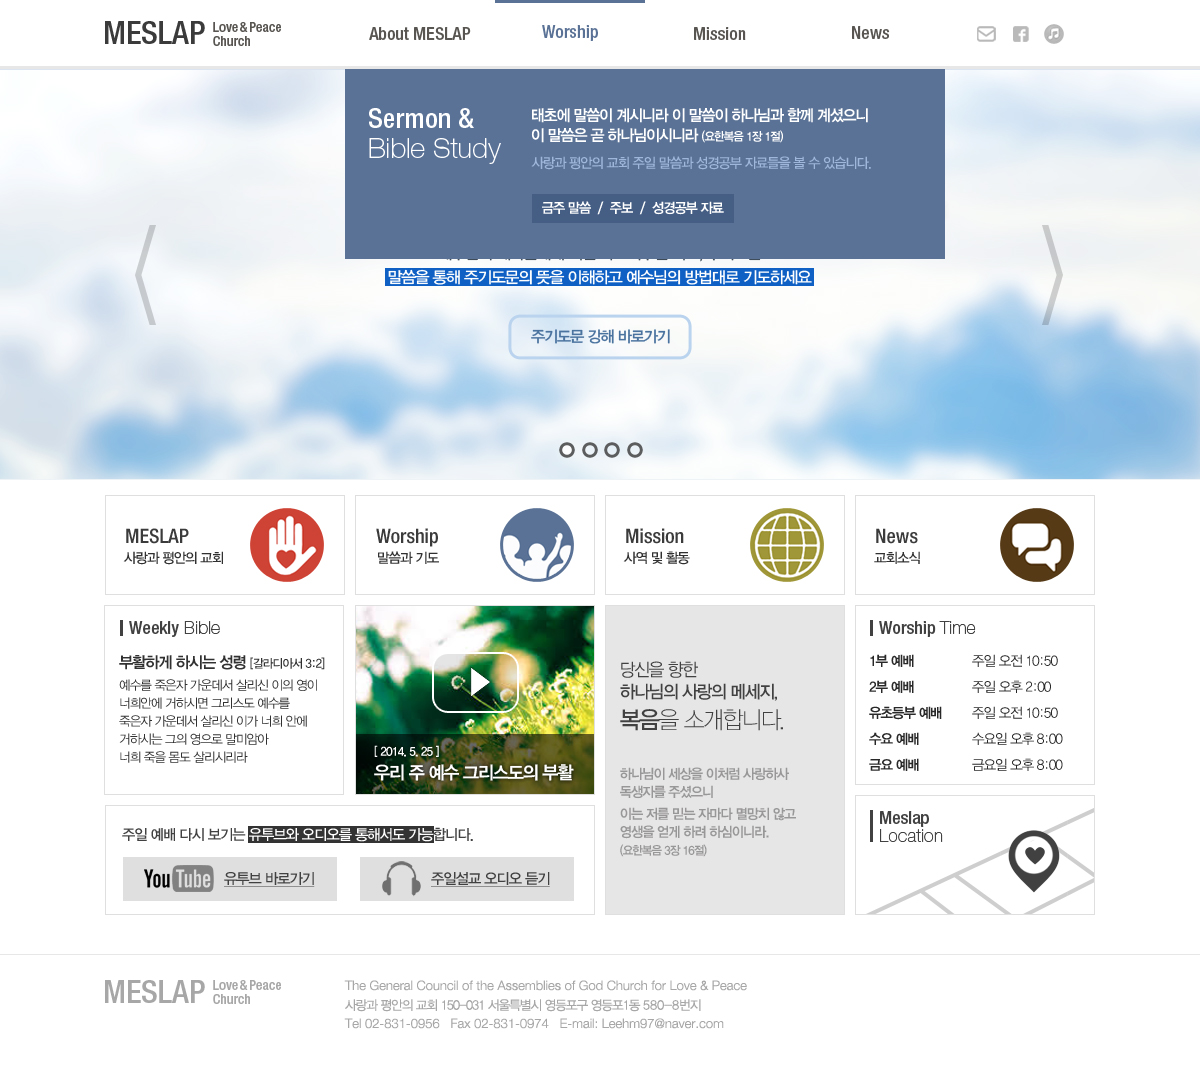 MESLAP Love & Peace
Church
About MESLAP
Worship
Mission
News
Sermon &
Bible Study
태초에 말씀이 계시니라 이 말씀이 하나님과 함께 계셨으니
이 말씀은 곧 하나님이시니라 (요한복음 1장 1절)
사랑과 평안의 교회 주일 말씀과 성경공부 자료들을 볼 수 있습니다.
금주 말씀 / 주보 / 성경공부 자료
말씀을 통해 주기도문의 뜻을 이해하고 예수님의 방법대로 기도하세요
주기도문 강해 바로가기
MESLAP
사랑과 평안의 교회
Worship
말씀과 기도
Mission
사역 및 활동
News
교회소식
Weekly Bible
부활하게 하시는 성령 [갈라디아서 3:2]
예수를 죽은자 가운데서 살리신 이의 영이
너희안에 거하시면 그리스도 예수를
죽은자 가운데서 살리신 이가 너희 안에
거하시는 그의 영으로 말미암아
너희 죽을 몸도 살리시리라
[ 2014. 5. 25 ]
우리 주 예수 그리스도의 부활
당신을 향한
하나님의 사랑의 메세지,
복음을 소개합니다.
하나님이 세상을 이처럼 사랑하사
독생자를 주셨으니
이는 저를 믿는 자마다 멸망치 않고
영생을 얻게 하려 하심이니라.
(요한복음 3장 16절)
Worship Time
1부 예배 주일 오전 10:50
2부 예배 주일 오후 2:00
유초등부 예배 주일 오전 10:50
수요 예배 수요일 오후 8:00
금요 예배 금요일 오후 8:00
주일 예배 다시 보기는 유투브와 오디오를 통해서도 가능합니다.
YouTube 유투브 바로가기
주일설교 오디오 듣기
Meslap
Location
MESLAP Love & Peace
Church
The General Council of the Assemblies of God Church for Love & Peace
사랑과 평안의 교회 150-031 서울특별시 영등포구 영등포1동 580-8번지
Tel 02-831-0956 Fax 02-831-0974 E-mail: Leehm97@naver.com